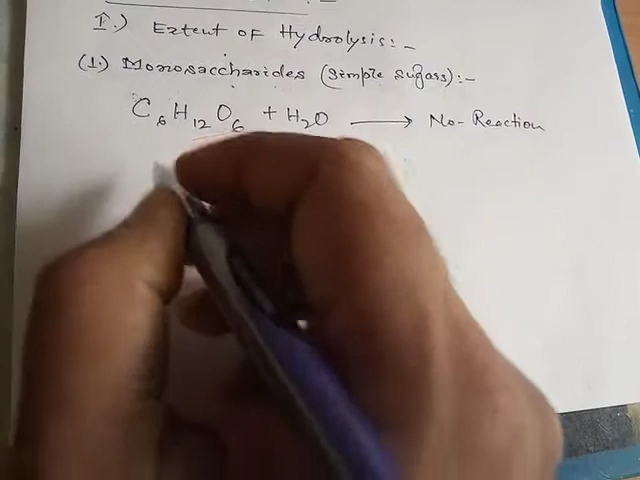 I.) Extent of Hydrolysis:-
(1.) Monosaccharides (simple sugars):-
C6H12O6 + H2O ⟶ No-Reaction